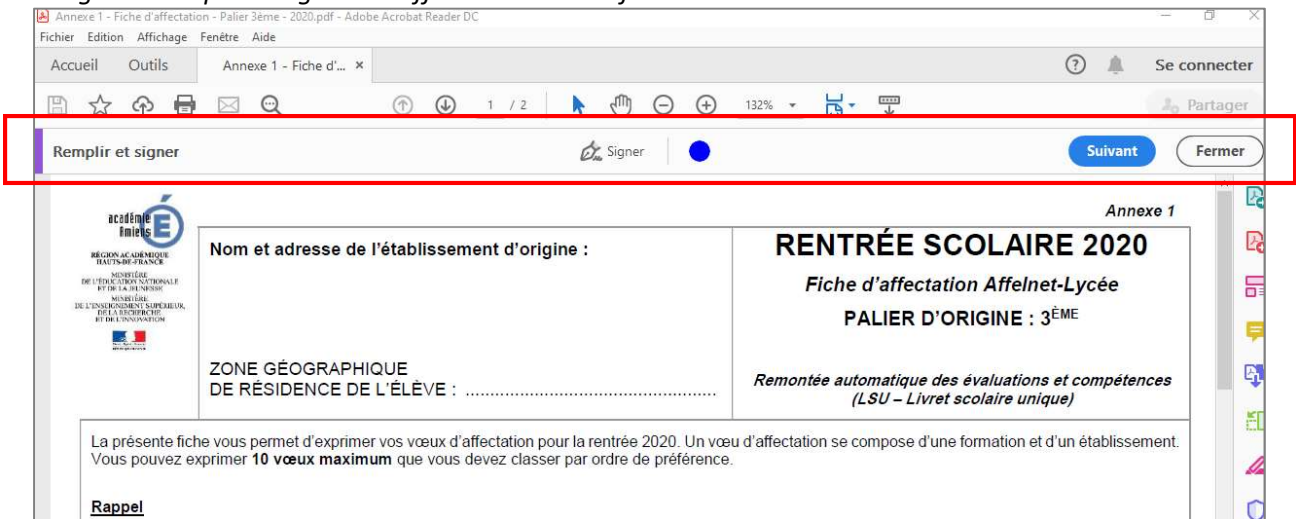 Annexe 1 - Fiche d'affectation - Palier 3ème - 2020.pdf - Adobe Acrobat Reader DC
Fichier Edition Affichage Fenêtre Aide
Accueil Outils Annexe 1 - Fiche d'... × ? Se connecter
1 / 2 132% Partager
Remplir et signer Signer Suivant Fermer
académie
Amiens
RÉGION ACADÉMIQUE
HAUTS-DE-FRANCE
MINISTÈRE
DE L'ÉDUCATION NATIONALE
ET DE LA JEUNESSE
MINISTÈRE
DE L'ENSEIGNEMENT SUPÉRIEUR,
DE LA RECHERCHE
ET DE L'INNOVATION
Annexe 1
Nom et adresse de l'établissement d'origine :
ZONE GÉOGRAPHIQUE
DE RÉSIDENCE DE L'ÉLÈVE : ....................................................
RENTRÉE SCOLAIRE 2020
Fiche d'affectation Affelnet-Lycée
PALIER D'ORIGINE : 3ÈME
Remontée automatique des évaluations et compétences
(LSU – Livret scolaire unique)
La présente fiche vous permet d'exprimer vos vœux d'affectation pour la rentrée 2020. Un vœu d'affectation se compose d'une formation et d'un établissement.
Vous pouvez exprimer 10 vœux maximum que vous devez classer par ordre de préférence.
Rappel